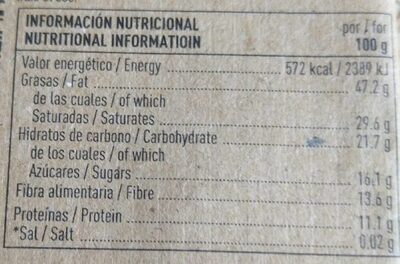 INFORMACIÓN NUTRICIONAL por / for
NUTRITIONAL INFORMATIOIN 100 g
Valor energético / Energy 572 kcal / 2389 kJ
Grasas / Fat 47.2 g
de las cuales / of which
Saturadas / Saturates 29.6 g
Hidratos de carbono / Carbohydrate 21.7 g
de los cuales / of which
Azúcares / Sugárs 16.1 g
Fibra alimentaria / Fibre 13.6 g
Proteínas / Protein 11.1 g
*Sal / Salt 0.02 g